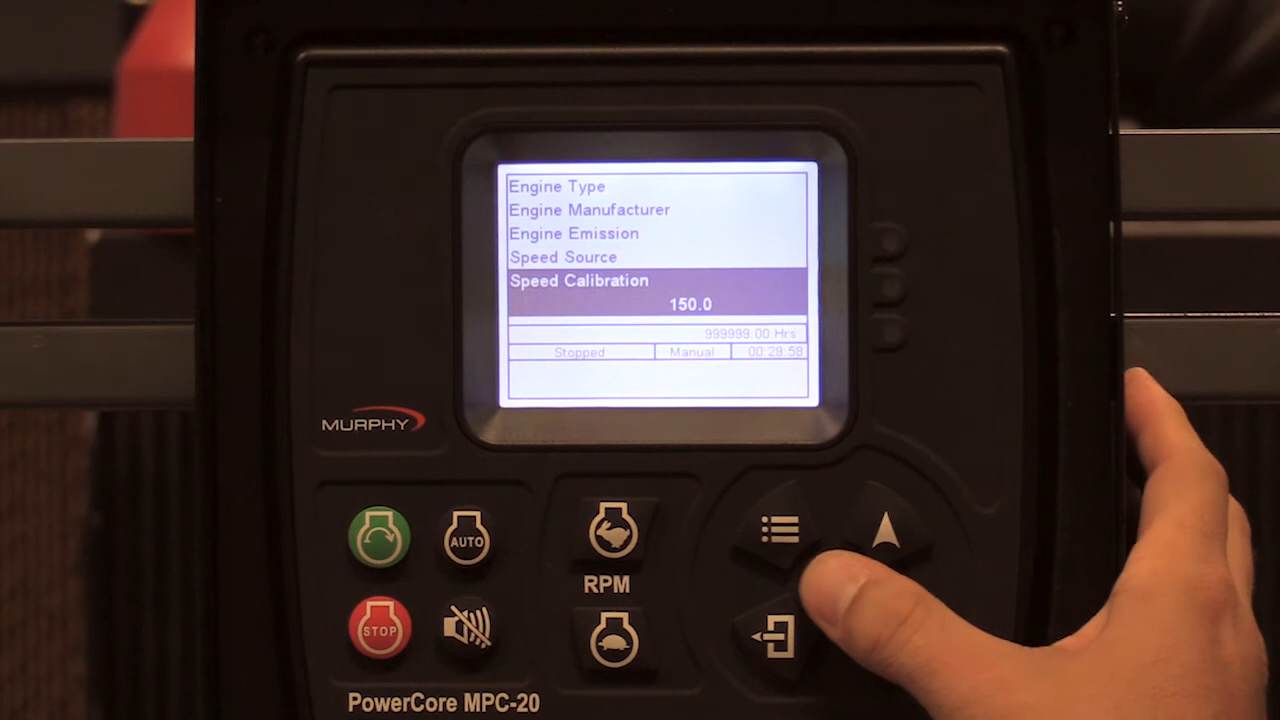 Engine Type
Engine Manufacturer
Engine Emission
Speed Source
Speed Calibration
150.0
999999.00 Hrs
Stopped Manual 00:29:58
MURPHY
AUTO
RPM
STOP
PowerCore MPC-20